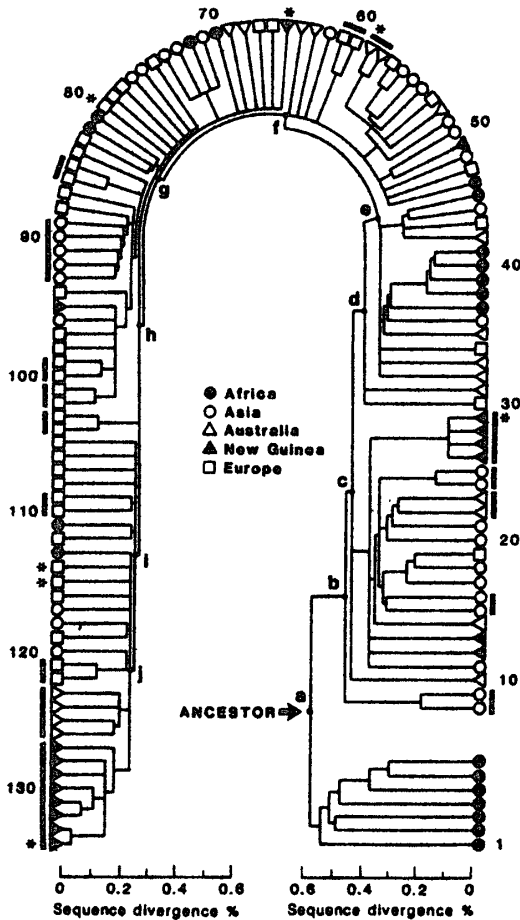 70
60
80
50
90
40
100
30
110
20
120
10
130
1
*
*
*
*
*
*
*
a
b
c
d
e
f
g
h
i
j
Africa
Asia
Australia
New Guinea
Europe
ANCESTOR
0 0.2 0.4 0.6
Sequence divergence %
0.6 0.4 0.2 0
Sequence divergence %